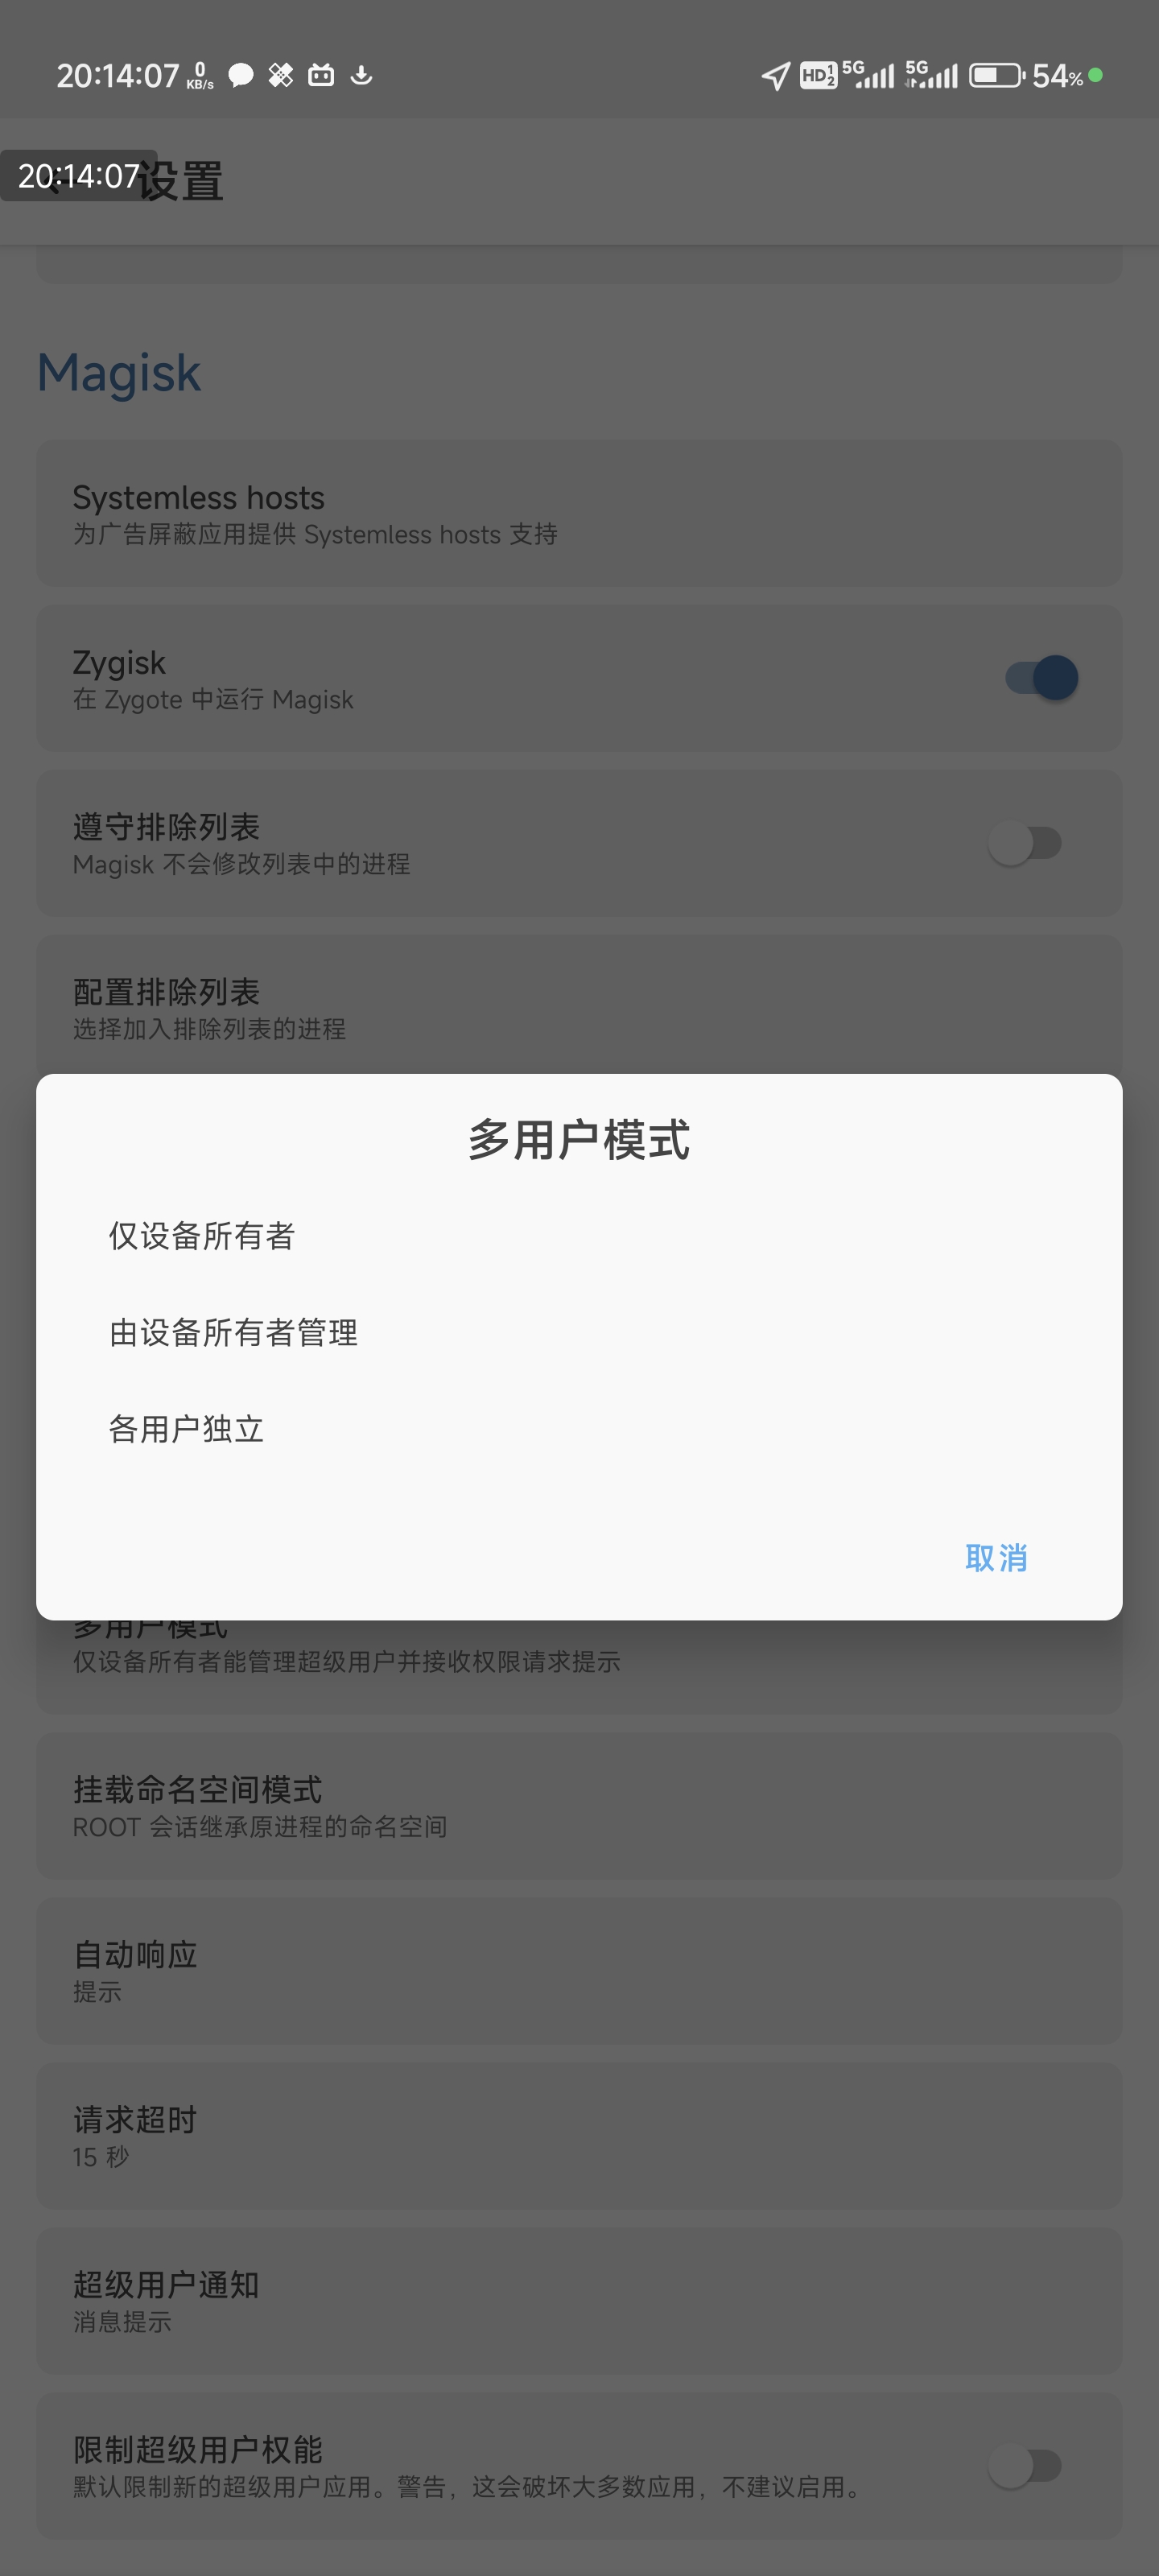 20:14:07 0 KB/s HD 1 2 5G 5G 54%
20:14:07 设置
Magisk
Systemless hosts
为广告屏蔽应用提供 Systemless hosts 支持
Zygisk
在 Zygote 中运行 Magisk
遵守排除列表
Magisk 不会修改列表中的进程
配置排除列表
选择加入排除列表的进程
多用户模式
仅设备所有者
由设备所有者管理
各用户独立
取消
多用户模式
仅设备所有者能管理超级用户并接收权限请求提示
挂载命名空间模式
ROOT 会话继承原进程的命名空间
自动响应
提示
请求超时
15 秒
超级用户通知
消息提示
限制超级用户权能
默认限制新的超级用户应用。警告，这会破坏大多数应用，不建议启用。